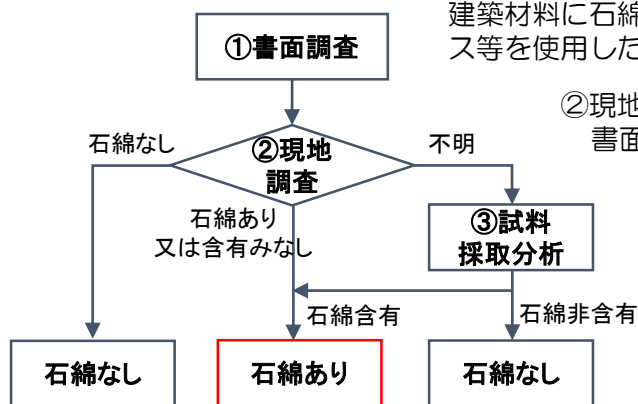 建築材料に石綿
ス等を使用した
①書面調査
②現地
書面
石綿なし
②現地
調査
不明
石綿あり
又は含有みなし
③試料
採取分析
石綿含有
石綿非含有
石綿なし
石綿あり
石綿なし